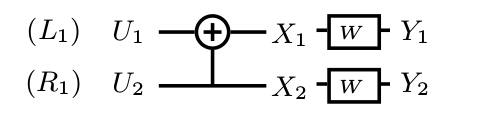 (L₁) U₁ X₁ W Y₁
(R₁) U₂ X₂ W Y₂